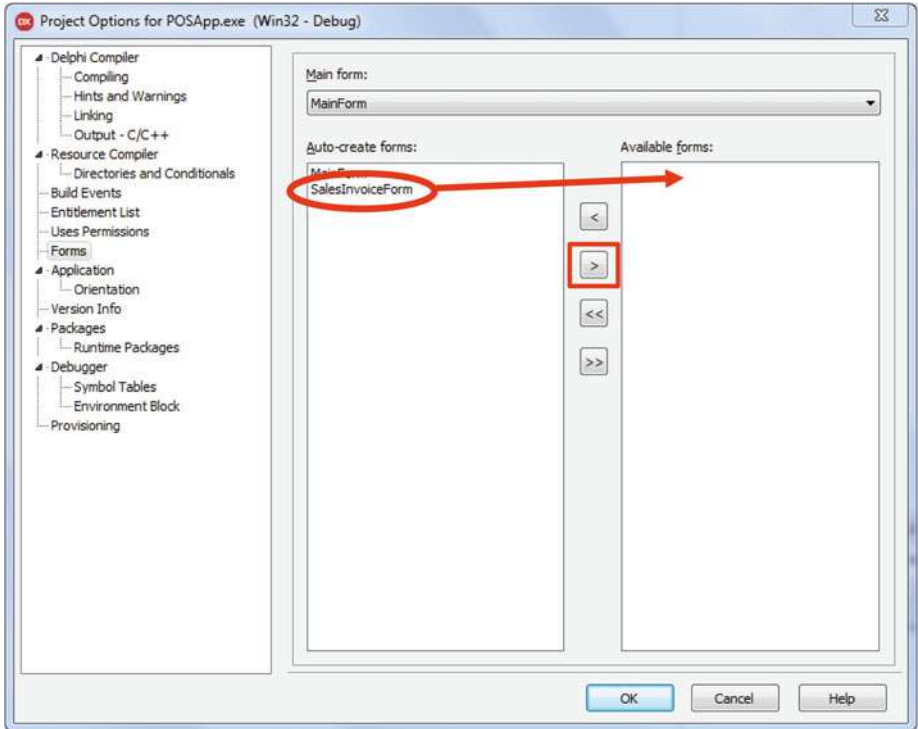 DX Project Options for POSApp.exe (Win32 - Debug)
Delphi Compiler
Compiling
Hints and Warnings
Linking
Output - C/C++
Resource Compiler
Directories and Conditionals
Build Events
Entitlement List
Uses Permissions
Forms
Application
Orientation
Version Info
Packages
Runtime Packages
Debugger
Symbol Tables
Environment Block
Provisioning
Main form:
MainForm
Auto-create forms:
MainForm
SalesInvoiceForm
<
>
<<
>>
Available forms:
OK
Cancel
Help